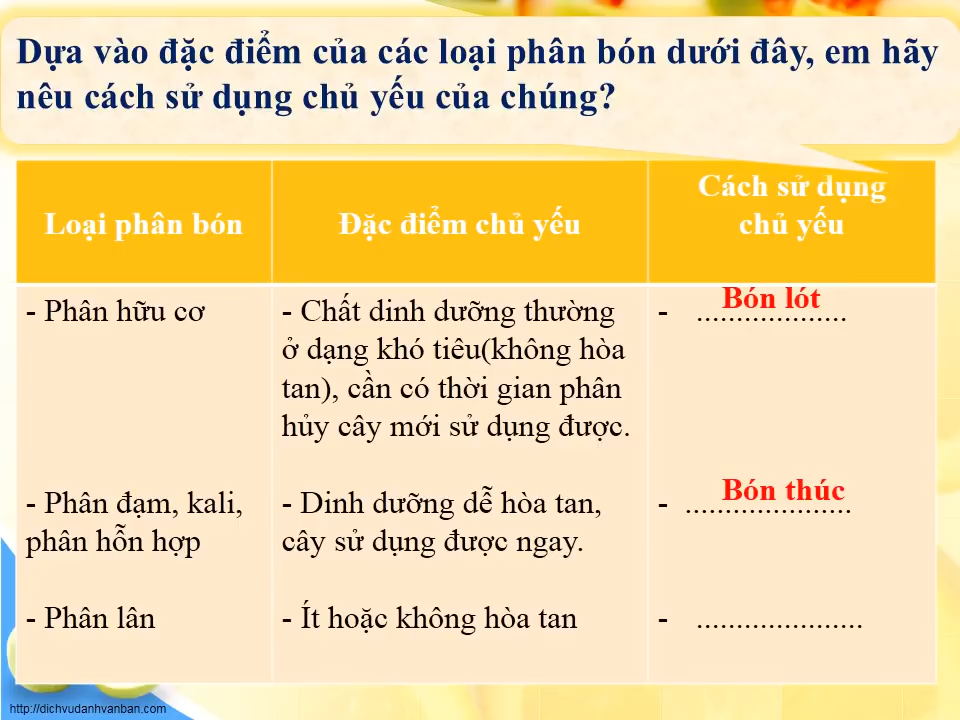 Dựa vào đặc điểm của các loại phân bón dưới đây, em hãy
nêu cách sử dụng chủ yếu của chúng?
Loại phân bón
Đặc điểm chủ yếu
Cách sử dụng
chủ yếu
- Phân hữu cơ
- Chất dinh dưỡng thường
ở dạng khó tiêu(không hòa
tan), cần có thời gian phân
hủy cây mới sử dụng được.
Bón lót
- ...................
- Phân đạm, kali,
phân hỗn hợp
- Dinh dưỡng dễ hòa tan,
cây sử dụng được ngay.
Bón thúc
- .....................
- Phân lân
- Ít hoặc không hòa tan
- .....................
http://dichvudanhvanban.com